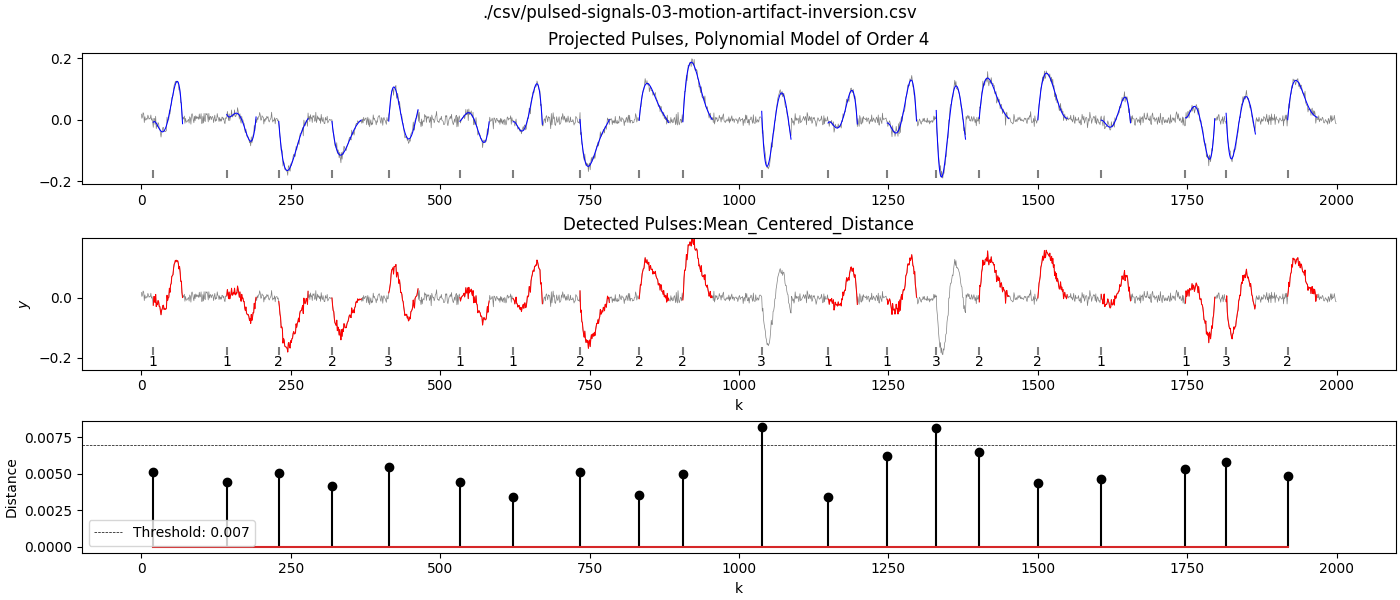 ./csv/pulsed-signals-03-motion-artifact-inversion.csv
Projected Pulses, Polynomial Model of Order 4
0.2
0.0
−0.2
0 250 500 750 1000 1250 1500 1750 2000
Detected Pulses:Mean_Centered_Distance
y
0.0
−0.2
1 1 2 2 3 1 1 2 2 2 3 1 1 3 2 2 1 1 3 2
0 250 500 750 1000 1250 1500 1750 2000
k
Distance
0.0075
0.0050
0.0025
0.0000
Threshold: 0.007
0 250 500 750 1000 1250 1500 1750 2000
k